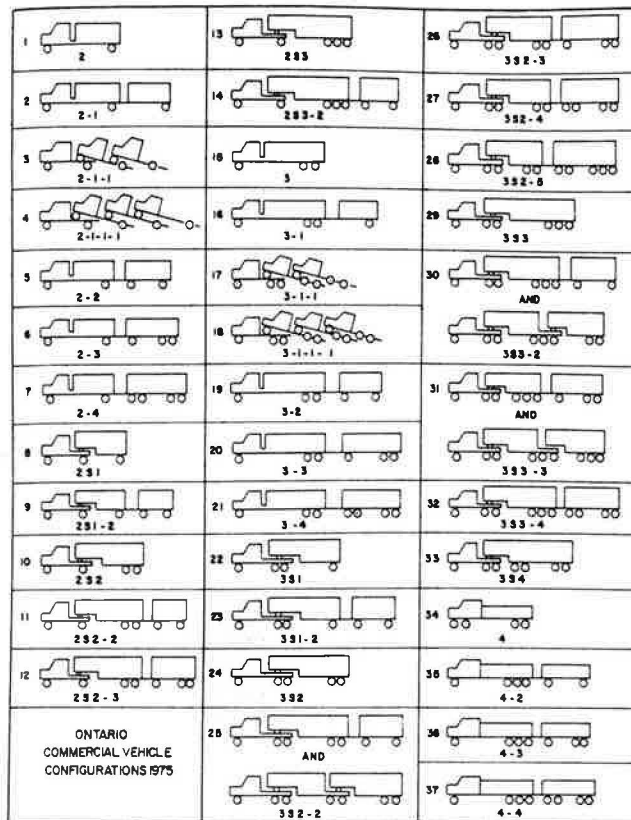 1
2
2
2-1
3
2-1-1
4
2-1-1-1
5
2-2
6
2-3
7
2-4
8
2S1
9
2S1-2
10
2S2
11
2S2-2
12
2S2-3
ONTARIO
COMMERCIAL VEHICLE
CONFIGURATIONS 1975
13
2S3
14
2S3-2
15
3
16
3-1
17
3-1-1
18
3-1-1-1
19
3-2
20
3-3
21
3-4
22
3S1
23
3S1-2
24
3S2
25
AND
3S2-2
26
3S2-3
27
3S2-4
28
3S2-5
29
3S3
30
AND
3S3-2
31
AND
3S3-3
32
3S3-4
33
3S4
34
4
35
4-2
36
4-3
37
4-4